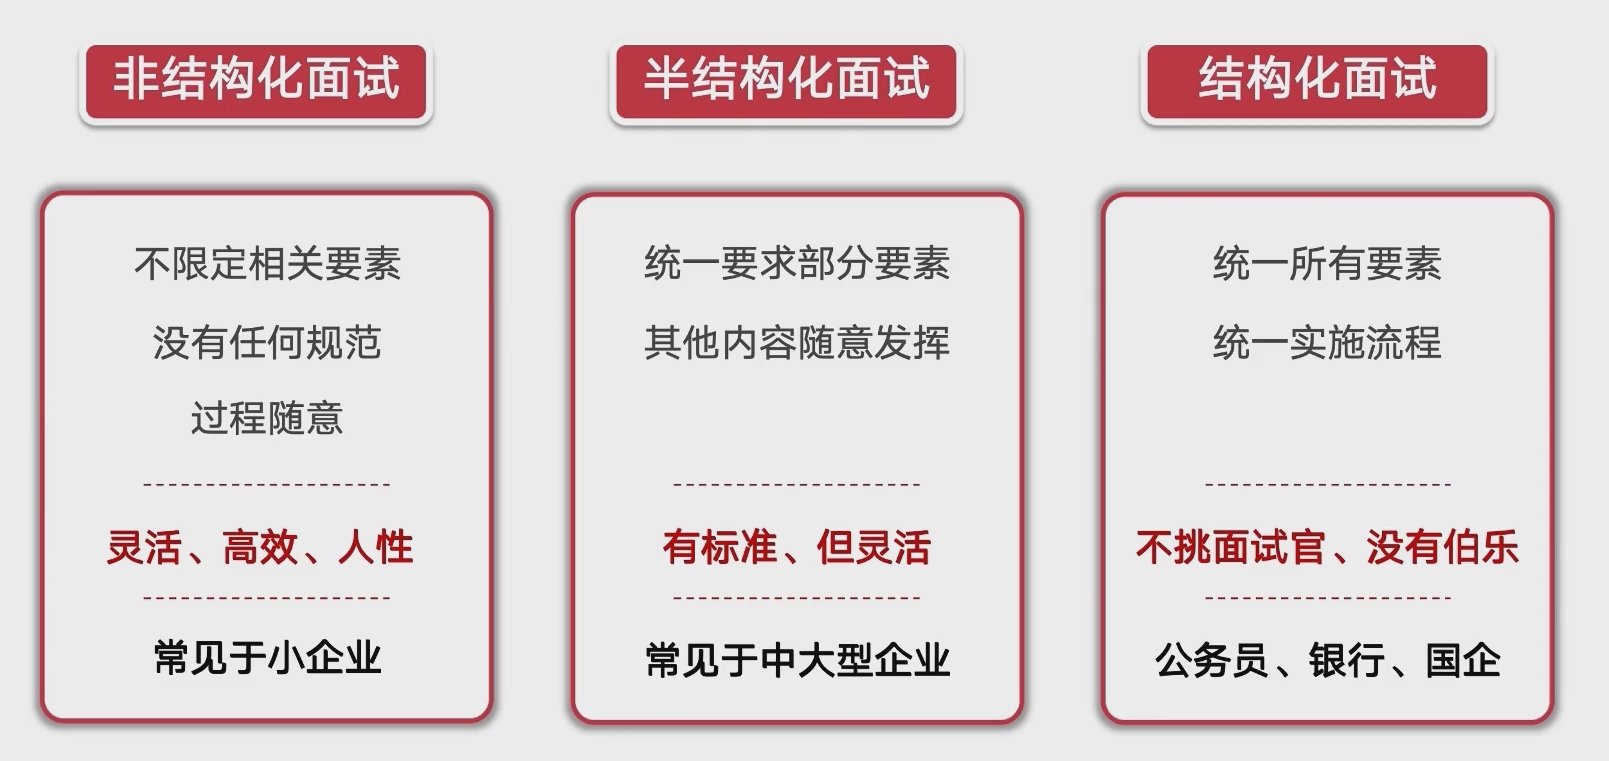 非结构化面试
不限定相关要素
没有任何规范
过程随意
灵活、高效、人性
常见于小企业
半结构化面试
统一要求部分要素
其他内容随意发挥
有标准、但灵活
常见于中大型企业
结构化面试
统一所有要素
统一实施流程
不挑面试官、没有伯乐
公务员、银行、国企